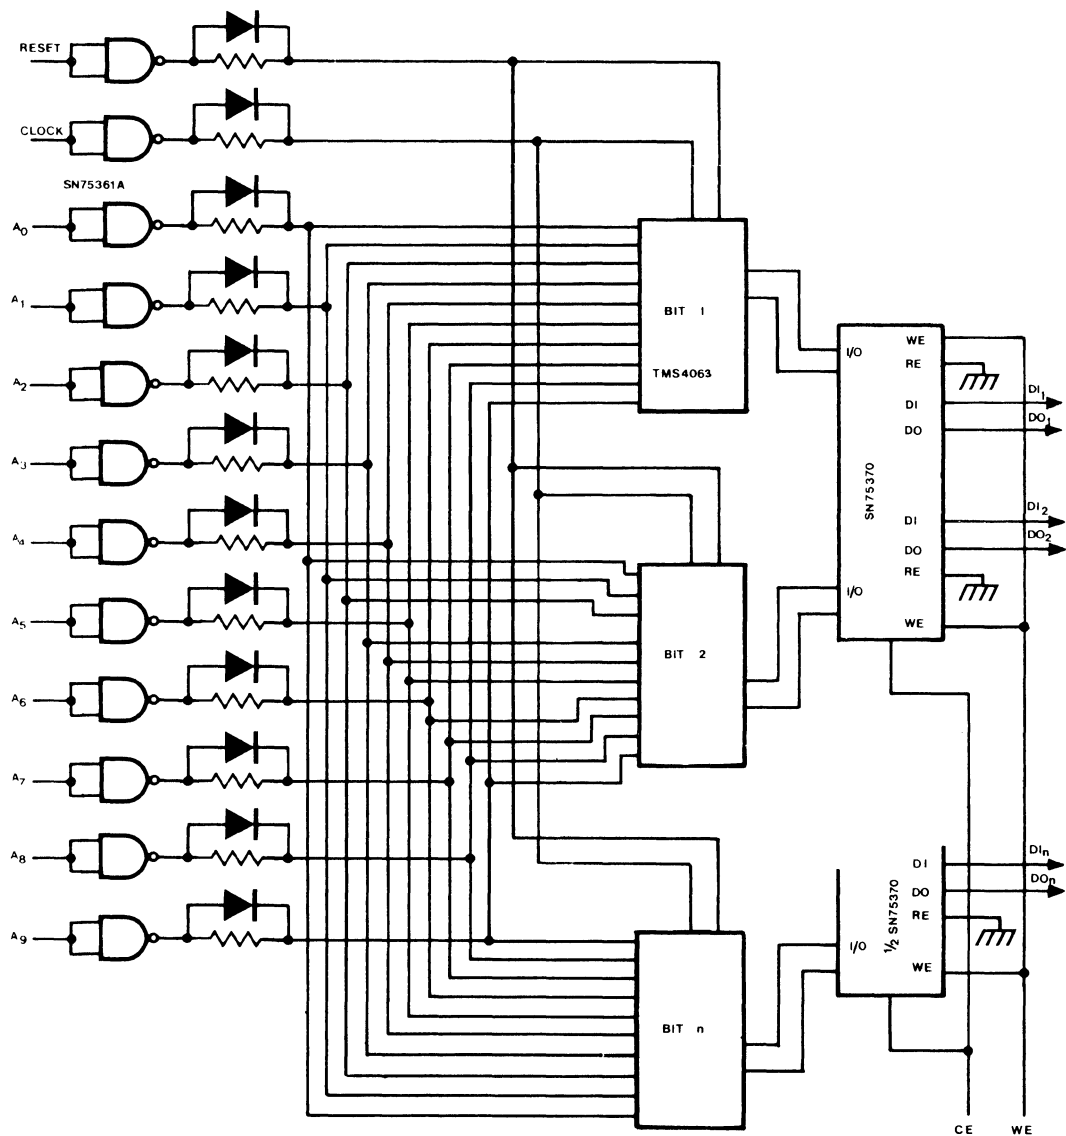 RESET
CLOCK
SN75361A
A0
A1
A2
A3
A4
A5
A6
A7
A8
A9
BIT 1
TMS4063
BIT 2
BIT n
I/O
WE
RE
DI
DO
SN75370
DI
DO
RE
I/O
WE
DI1
DO1
DI2
DO2
DI
DO
RE
I/O
½ SN75370
WE
DIn
DOn
CE
WE